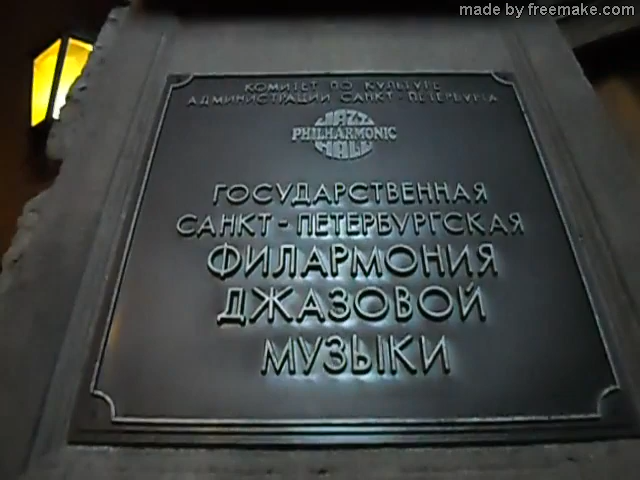 made by freemake.com
КОМИТЕТ ПО КУЛЬТУРЕ
АДМИНИСТРАЦИИ САНКТ-ПЕТЕРБУРГА
JAZZ
PHILHARMONIC
HALL
ГОСУДАРСТВЕННАЯ
САНКТ-ПЕТЕРБУРГСКАЯ
ФИЛАРМОНИЯ
ДЖАЗОВОЙ
МУЗЫКИ